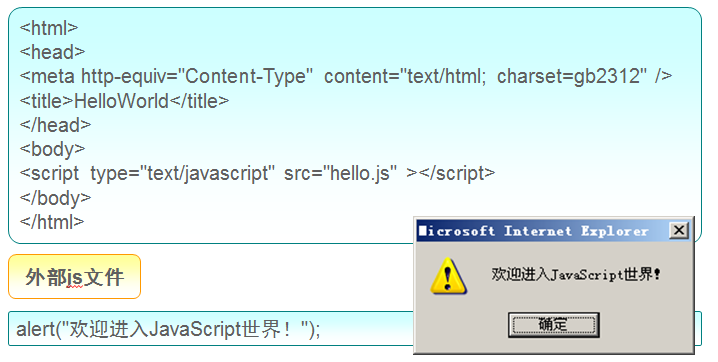 <html>
<head>
<meta http-equiv="Content-Type" content="text/html; charset=gb2312" />
<title>HelloWorld</title>
</head>
<body>
<script type="text/javascript" src="hello.js" ></script>
</body>
</html>
Microsoft Internet Explorer
欢迎进入JavaScript世界!
确定
外部js文件
alert("欢迎进入JavaScript世界！");